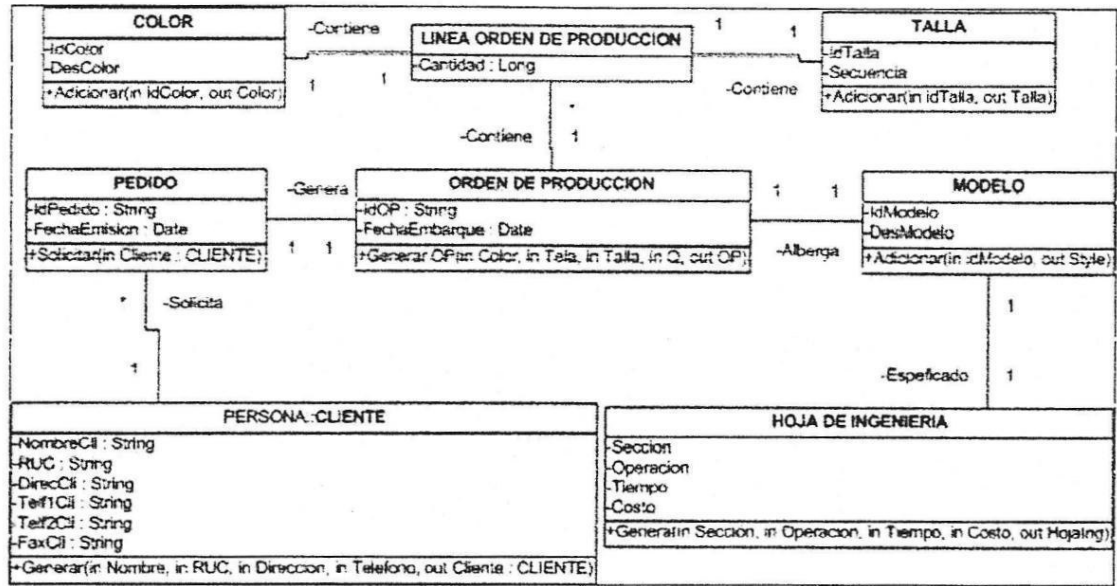 COLOR
-IdColor
-DesColor
+Adicionar(in IdColor, out Color)
-Contiene
1
1
LINEA ORDEN DE PRODUCCION
-Cantidad : Long
1
1
-Contiene
TALLA
-idTalla
-Secuencia
+Adicionar(in idTalla, out Talla)
*
-Contiene
1
PEDIDO
-idPedido : String
-FechaEmision : Date
+Solicitar(in Cliente : CLIENTE)
-Genera
1
1
ORDEN DE PRODUCCION
-idOP : String
-FechaEmbarque : Date
+Generar OP(in Color, in Tela, in Talla, in Q, out OP)
1
1
-Alberga
MODELO
-IdModelo
-DesModelo
+Adicionar(in idModelo, out Style)
*
-Solicita
1
1
-Espeficado
1
PERSONA::CLIENTE
-NombreCli : String
-RUC : String
-DirecCli : String
-Telf1Cli : String
-Telf2Cli : String
-FaxCli : String
+Generar(in Nombre, in RUC, in Direccion, in Telefono, out Cliente : CLIENTE)
HOJA DE INGENIERIA
-Seccion
-Operacion
-Tiempo
-Costo
+General(in Seccion, in Operacion, in Tiempo, in Costo, out HojaIng)